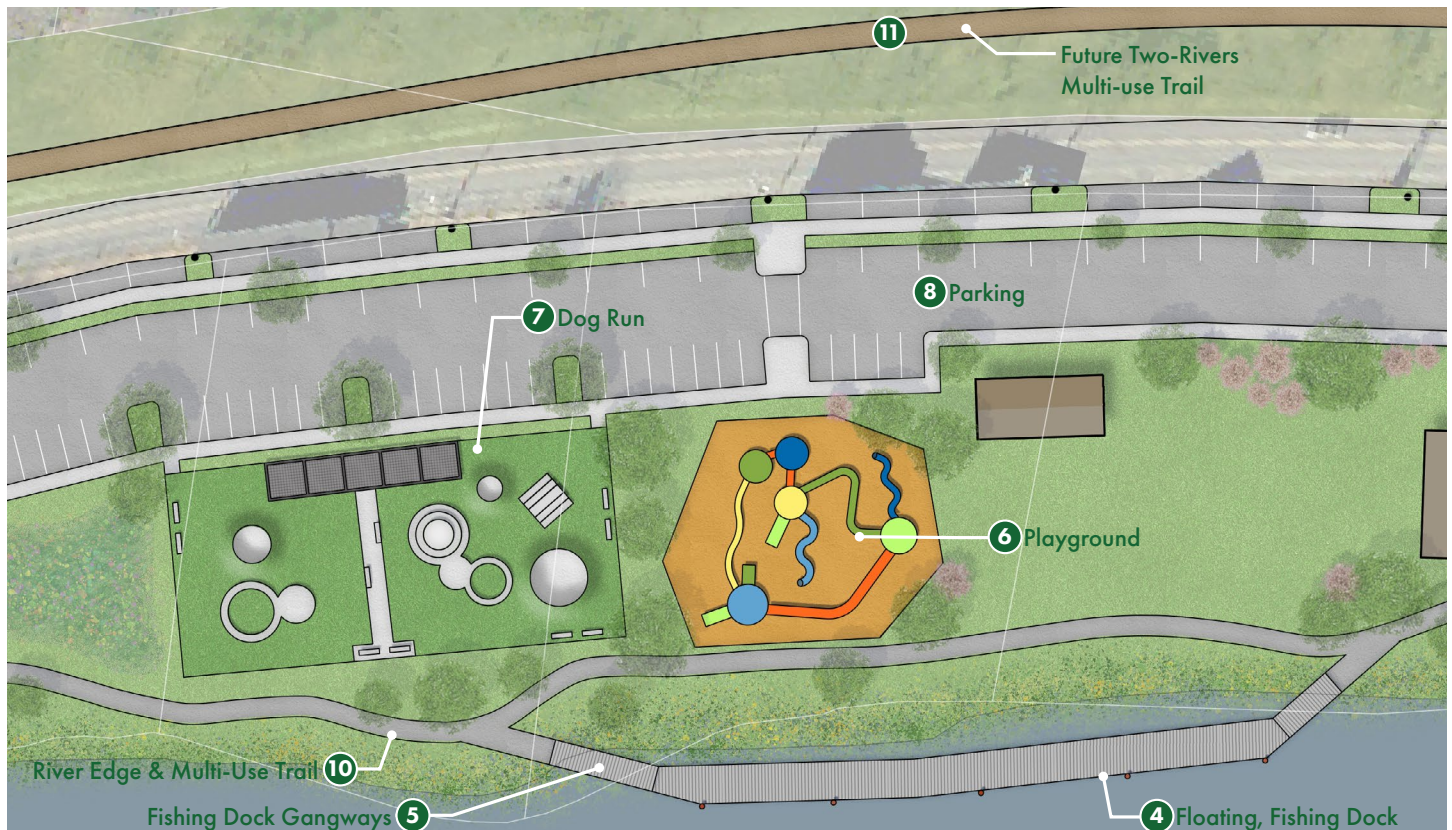 11
Future Two-Rivers
Multi-use Trail
8 Parking
7 Dog Run
6 Playground
River Edge & Multi-Use Trail 10
Fishing Dock Gangways 5
4 Floating, Fishing Dock